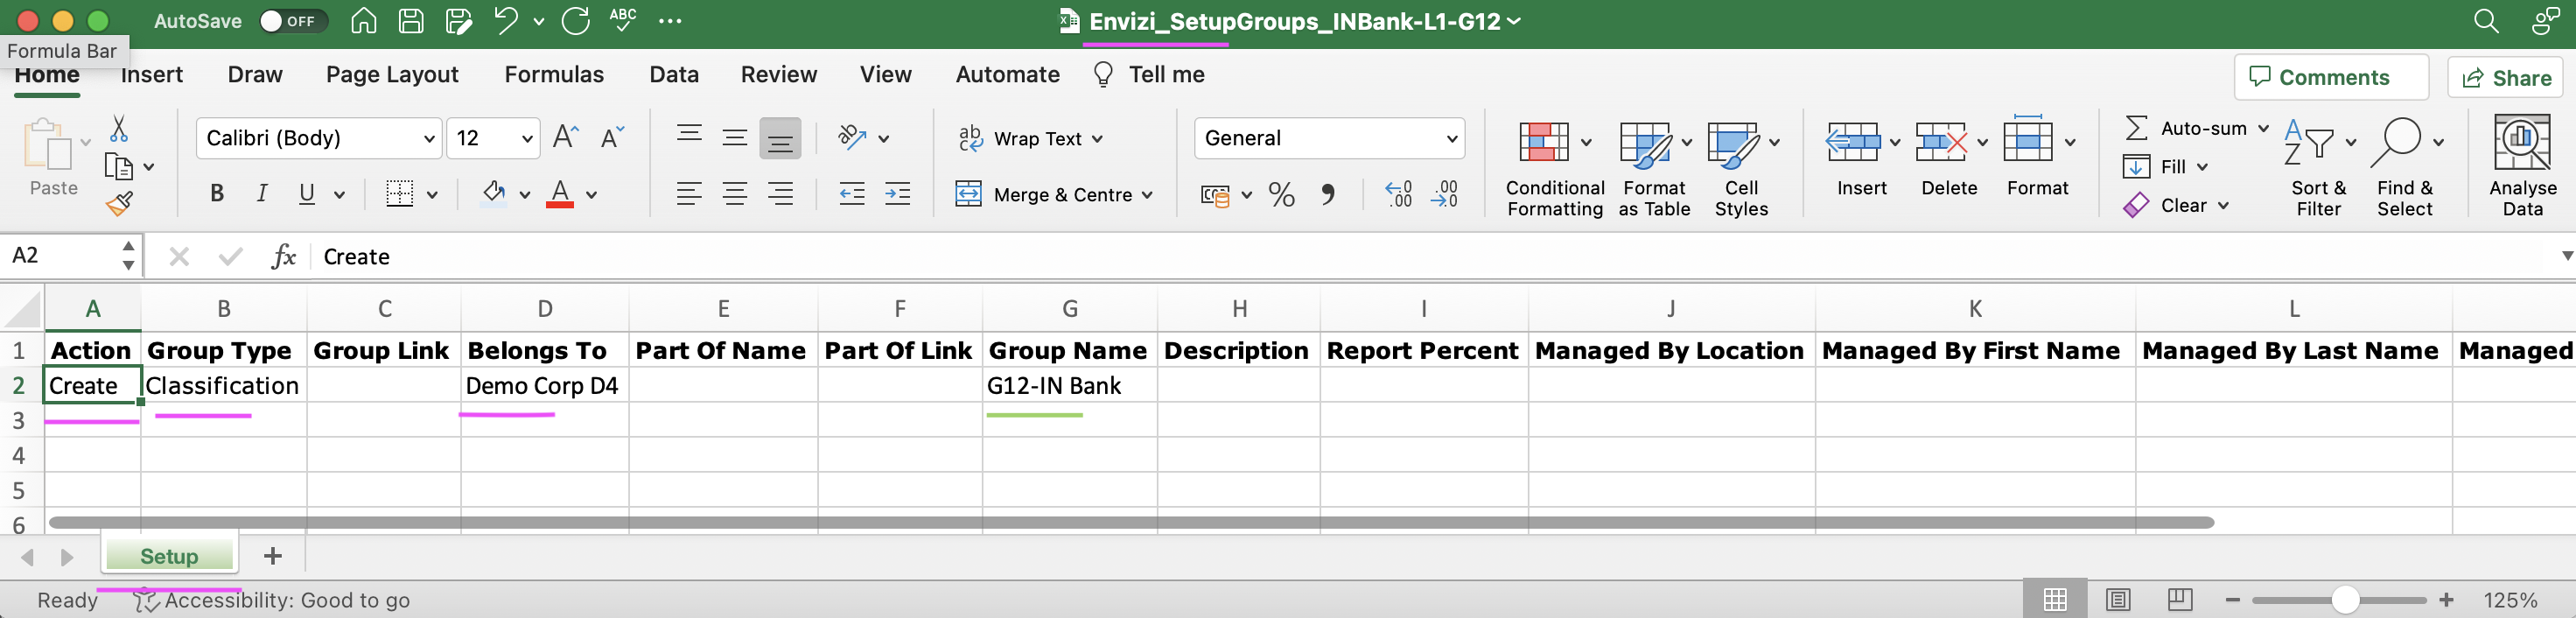 AutoSave OFF ABC ... Envizi_SetupGroups_INBank-L1-G12
Formula Bar
Home Insert Draw Page Layout Formulas Data Review View Automate Tell me Comments Share
Paste Calibri (Body) 12 A A ab Wrap Text General Conditional Formatting Format as Table Cell Styles Insert Delete Format Auto-sum Fill Clear Sort & Filter Find & Select Analyse Data
B I U A Merge & Centre % 9 .00 .0
A2 fx Create
A B C D E F G H I J K L
1 Action Group Type Group Link Belongs To Part Of Name Part Of Link Group Name Description Report Percent Managed By Location Managed By First Name Managed By Last Name Managed
2 Create Classification Demo Corp D4 G12-IN Bank
3
4
5
6
Setup +
Ready Accessibility: Good to go 125%